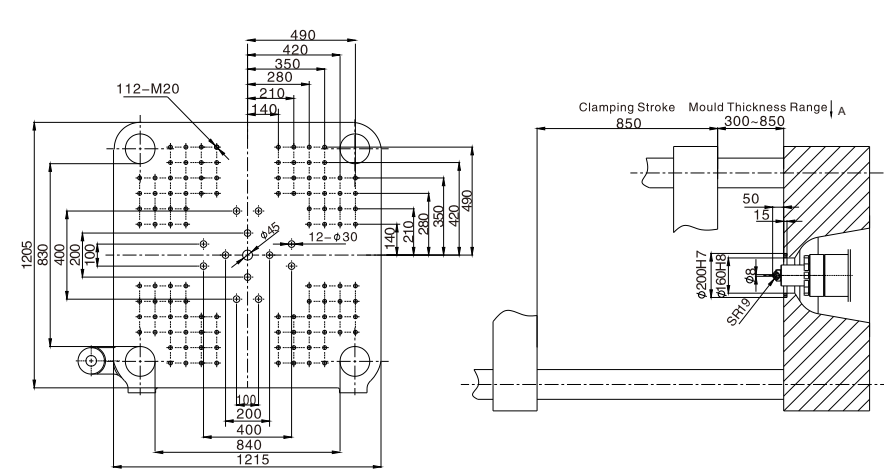 490
420
350
280
210
140
112-M20
1205
830
400
200
100
ϕ45
12-ϕ30
140
210
280
350
420
490
100
200
400
840
1215
Clamping Stroke
850
Mould Thickness Range
300~850
A
50
15
ϕ200H7
ϕ160H8
ϕ8
SR19